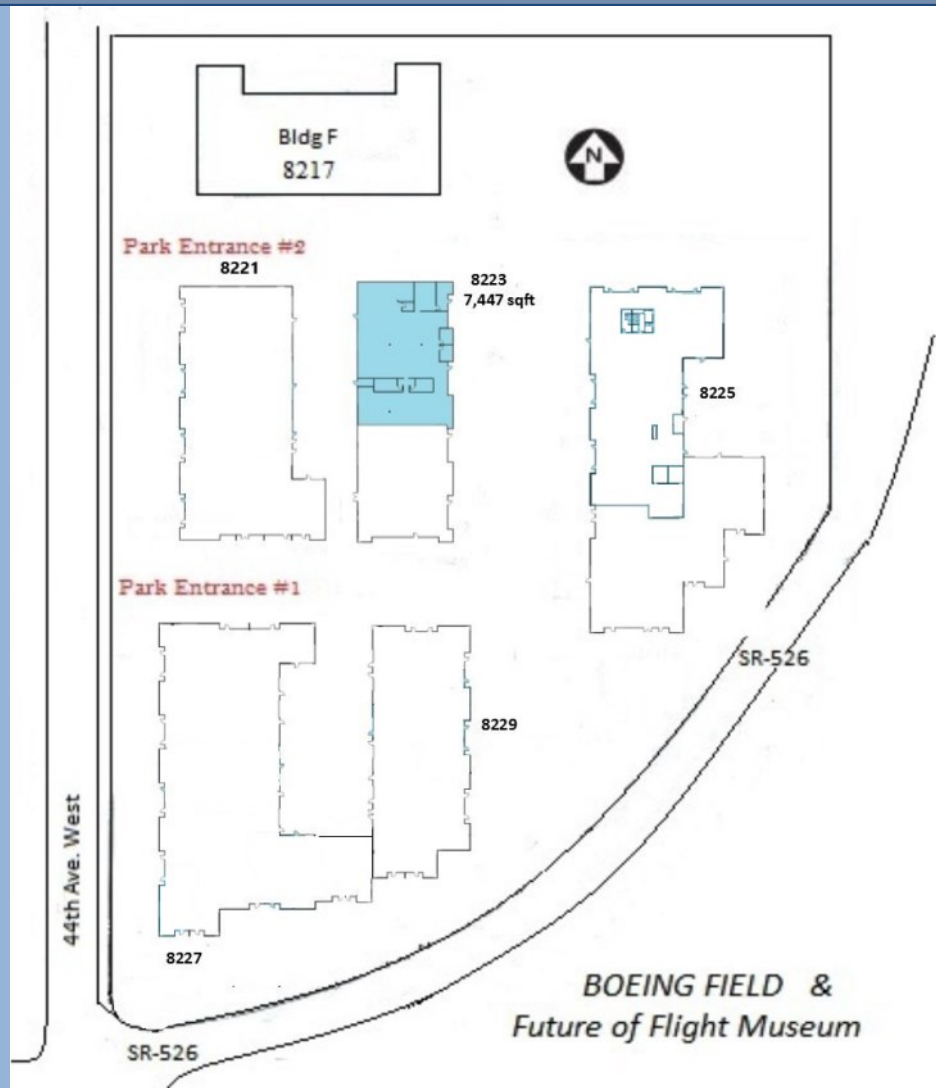 Bldg F
8217
N
Park Entrance #2
8221
8223
7,447 sqft
8225
Park Entrance #1
SR-526
8229
44th Ave. West
8227
BOEING FIELD &
Future of Flight Museum
SR-526